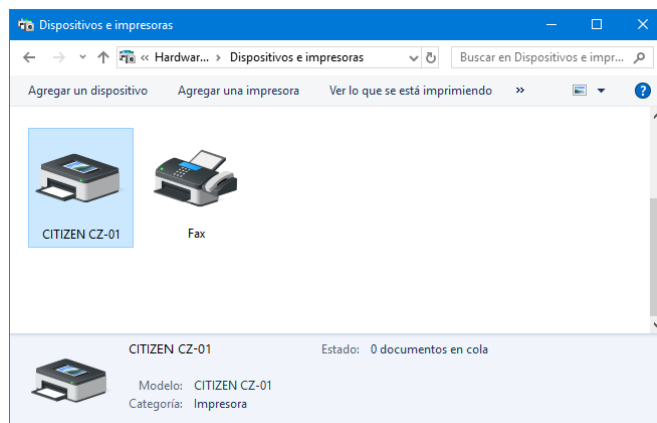 Dispositivos e impresoras
« Hardwar... › Dispositivos e impresoras
Buscar en Dispositivos e impr...
Agregar un dispositivo Agregar una impresora Ver lo que se está imprimiendo »
CITIZEN CZ-01 Fax
CITIZEN CZ-01 Estado: 0 documentos en cola
Modelo: CITIZEN CZ-01
Categoría: Impresora